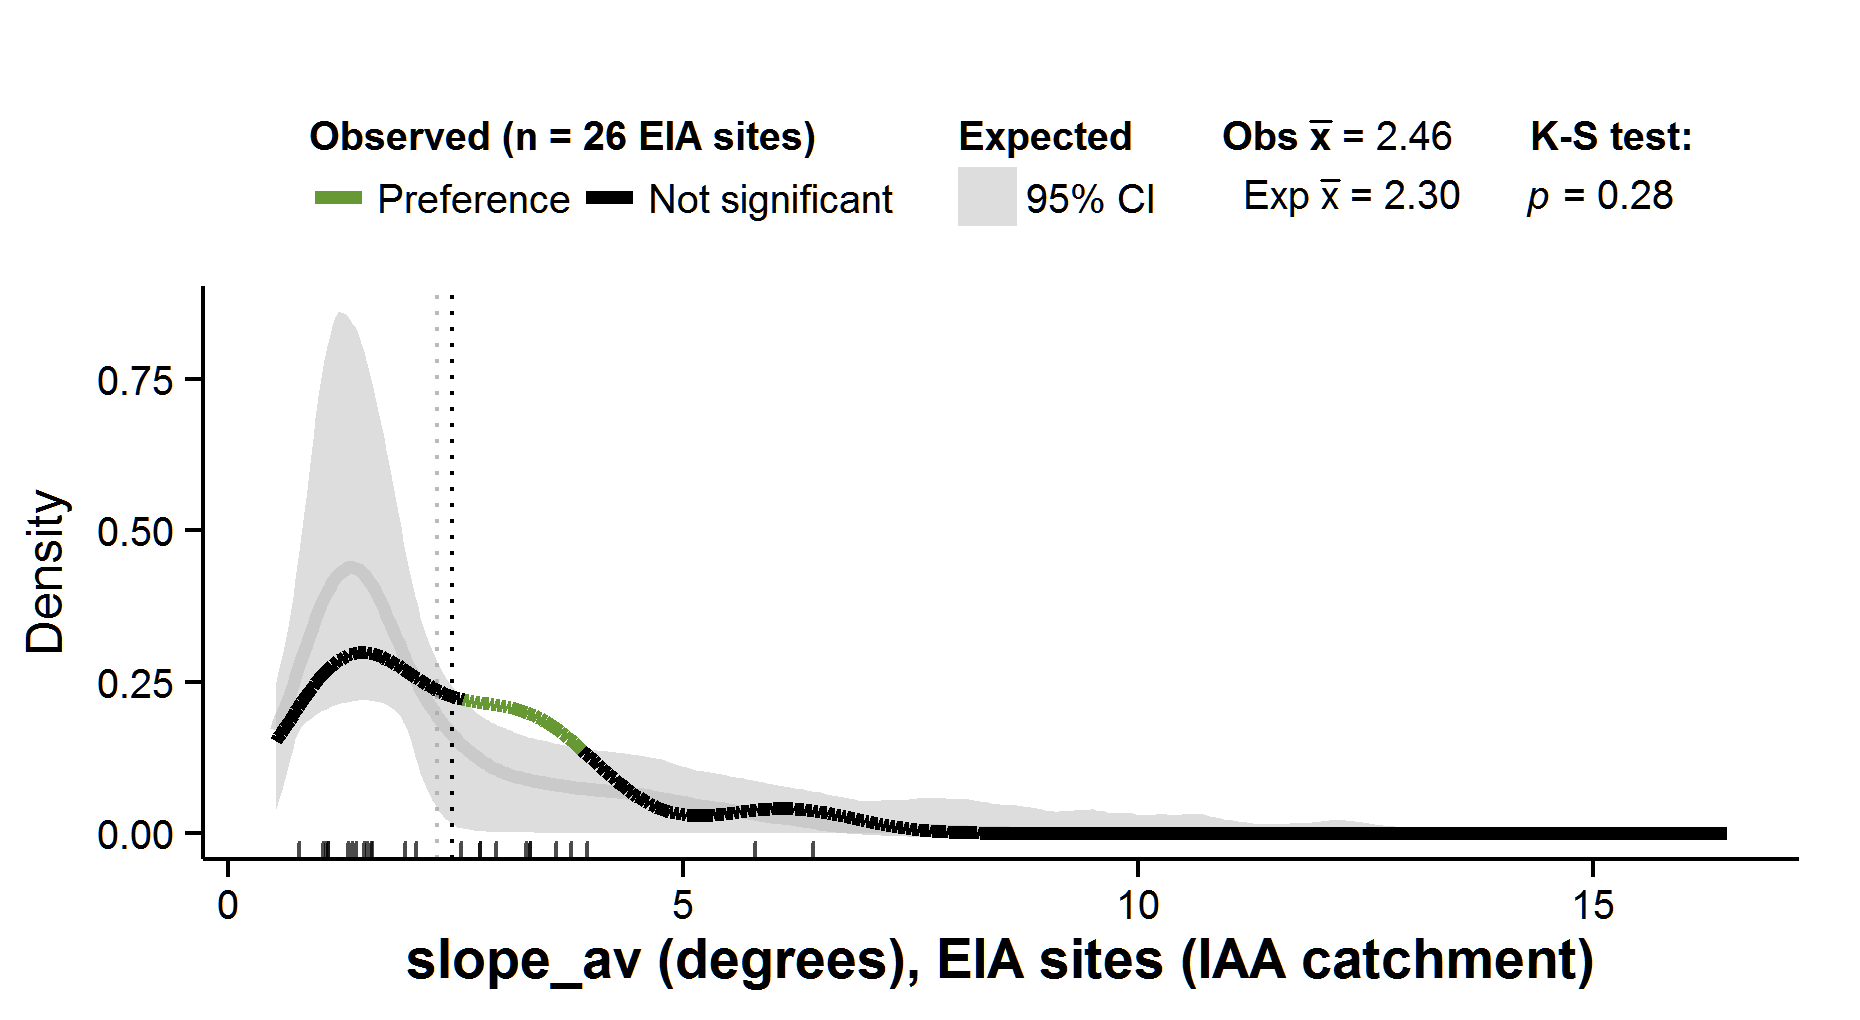 Observed (n = 26 EIA sites) Expected Obs x̅ = 2.46 K-S test:
Preference Not significant 95% CI Exp x̅ = 2.30 p = 0.28
Density
0.75
0.50
0.25
0.00
0 5 10 15
slope_av (degrees), EIA sites (IAA catchment)